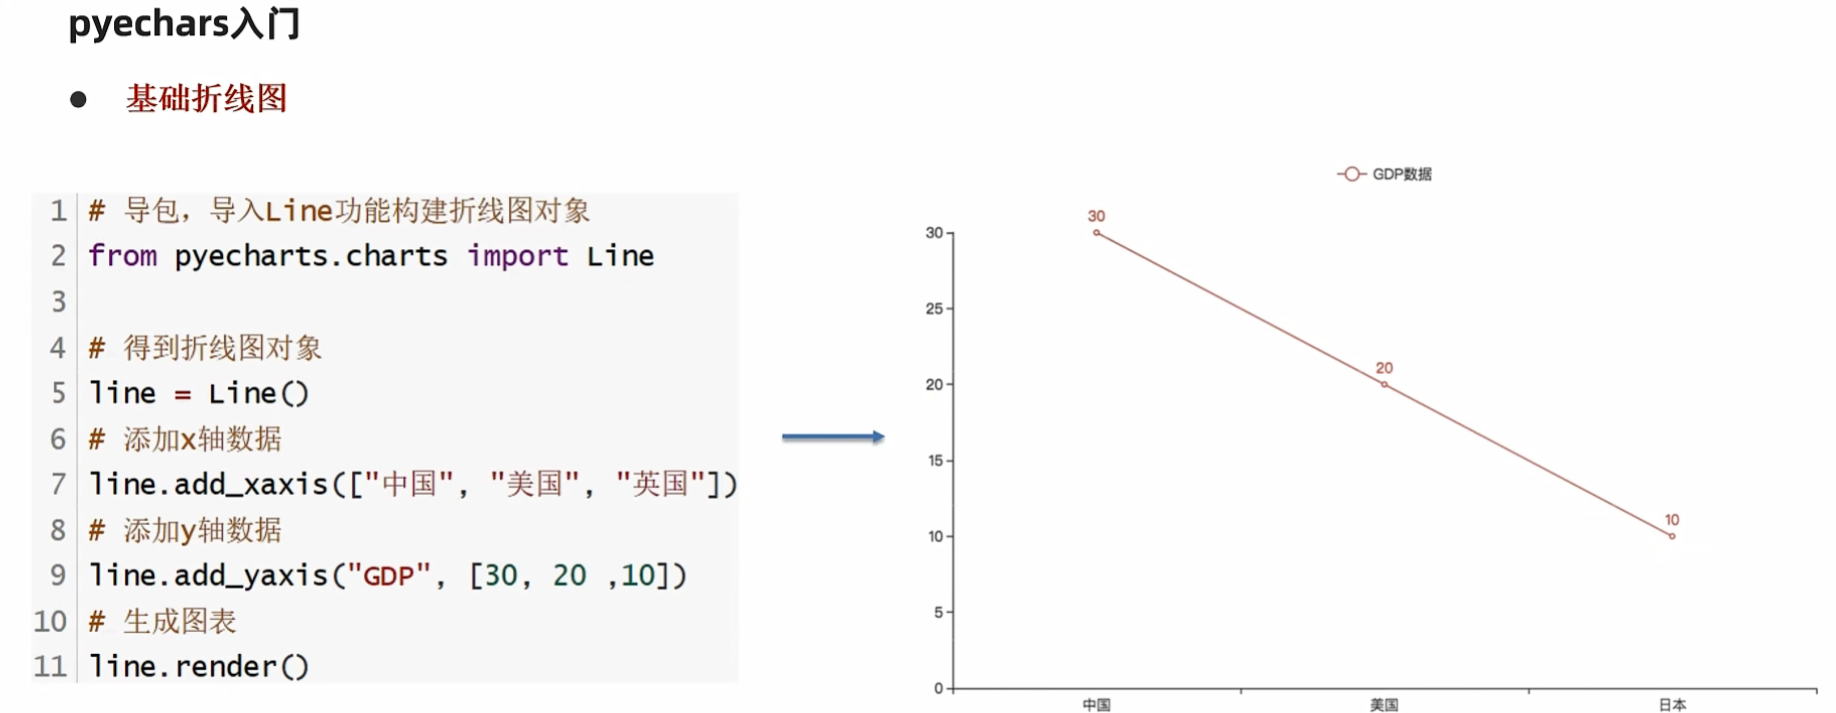 pyechars入门
● 基础折线图
1 # 导包，导入Line功能构建折线图对象
2 from pyecharts.charts import Line
3
4 # 得到折线图对象
5 line = Line()
6 # 添加x轴数据
7 line.add_xaxis(["中国", "美国", "英国"])
8 # 添加y轴数据
9 line.add_yaxis("GDP", [30, 20 ,10])
10 # 生成图表
11 line.render()
GDP数据
30
20
10
30
25
20
15
10
5
0
中国 美国 日本